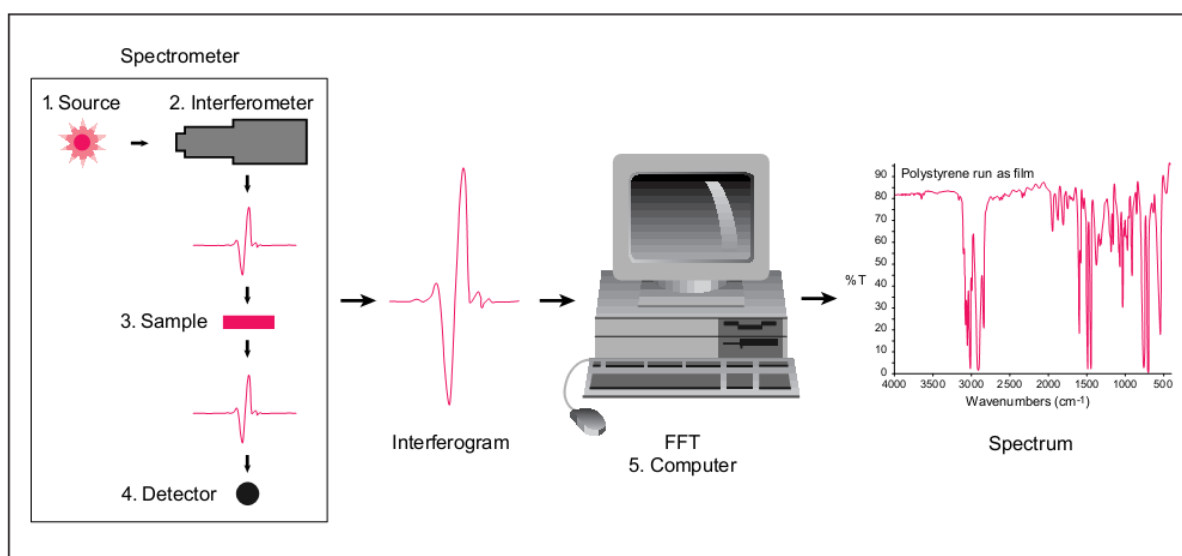 Spectrometer
1. Source
2. Interferometer
3. Sample
4. Detector
Interferogram
FFT
5. Computer
Polystyrene run as film
%T
90
80
70
60
50
40
30
20
10
0
4000 3500 3000 2500 2000 1500 1000 500
Wavenumbers (cm-1)
Spectrum